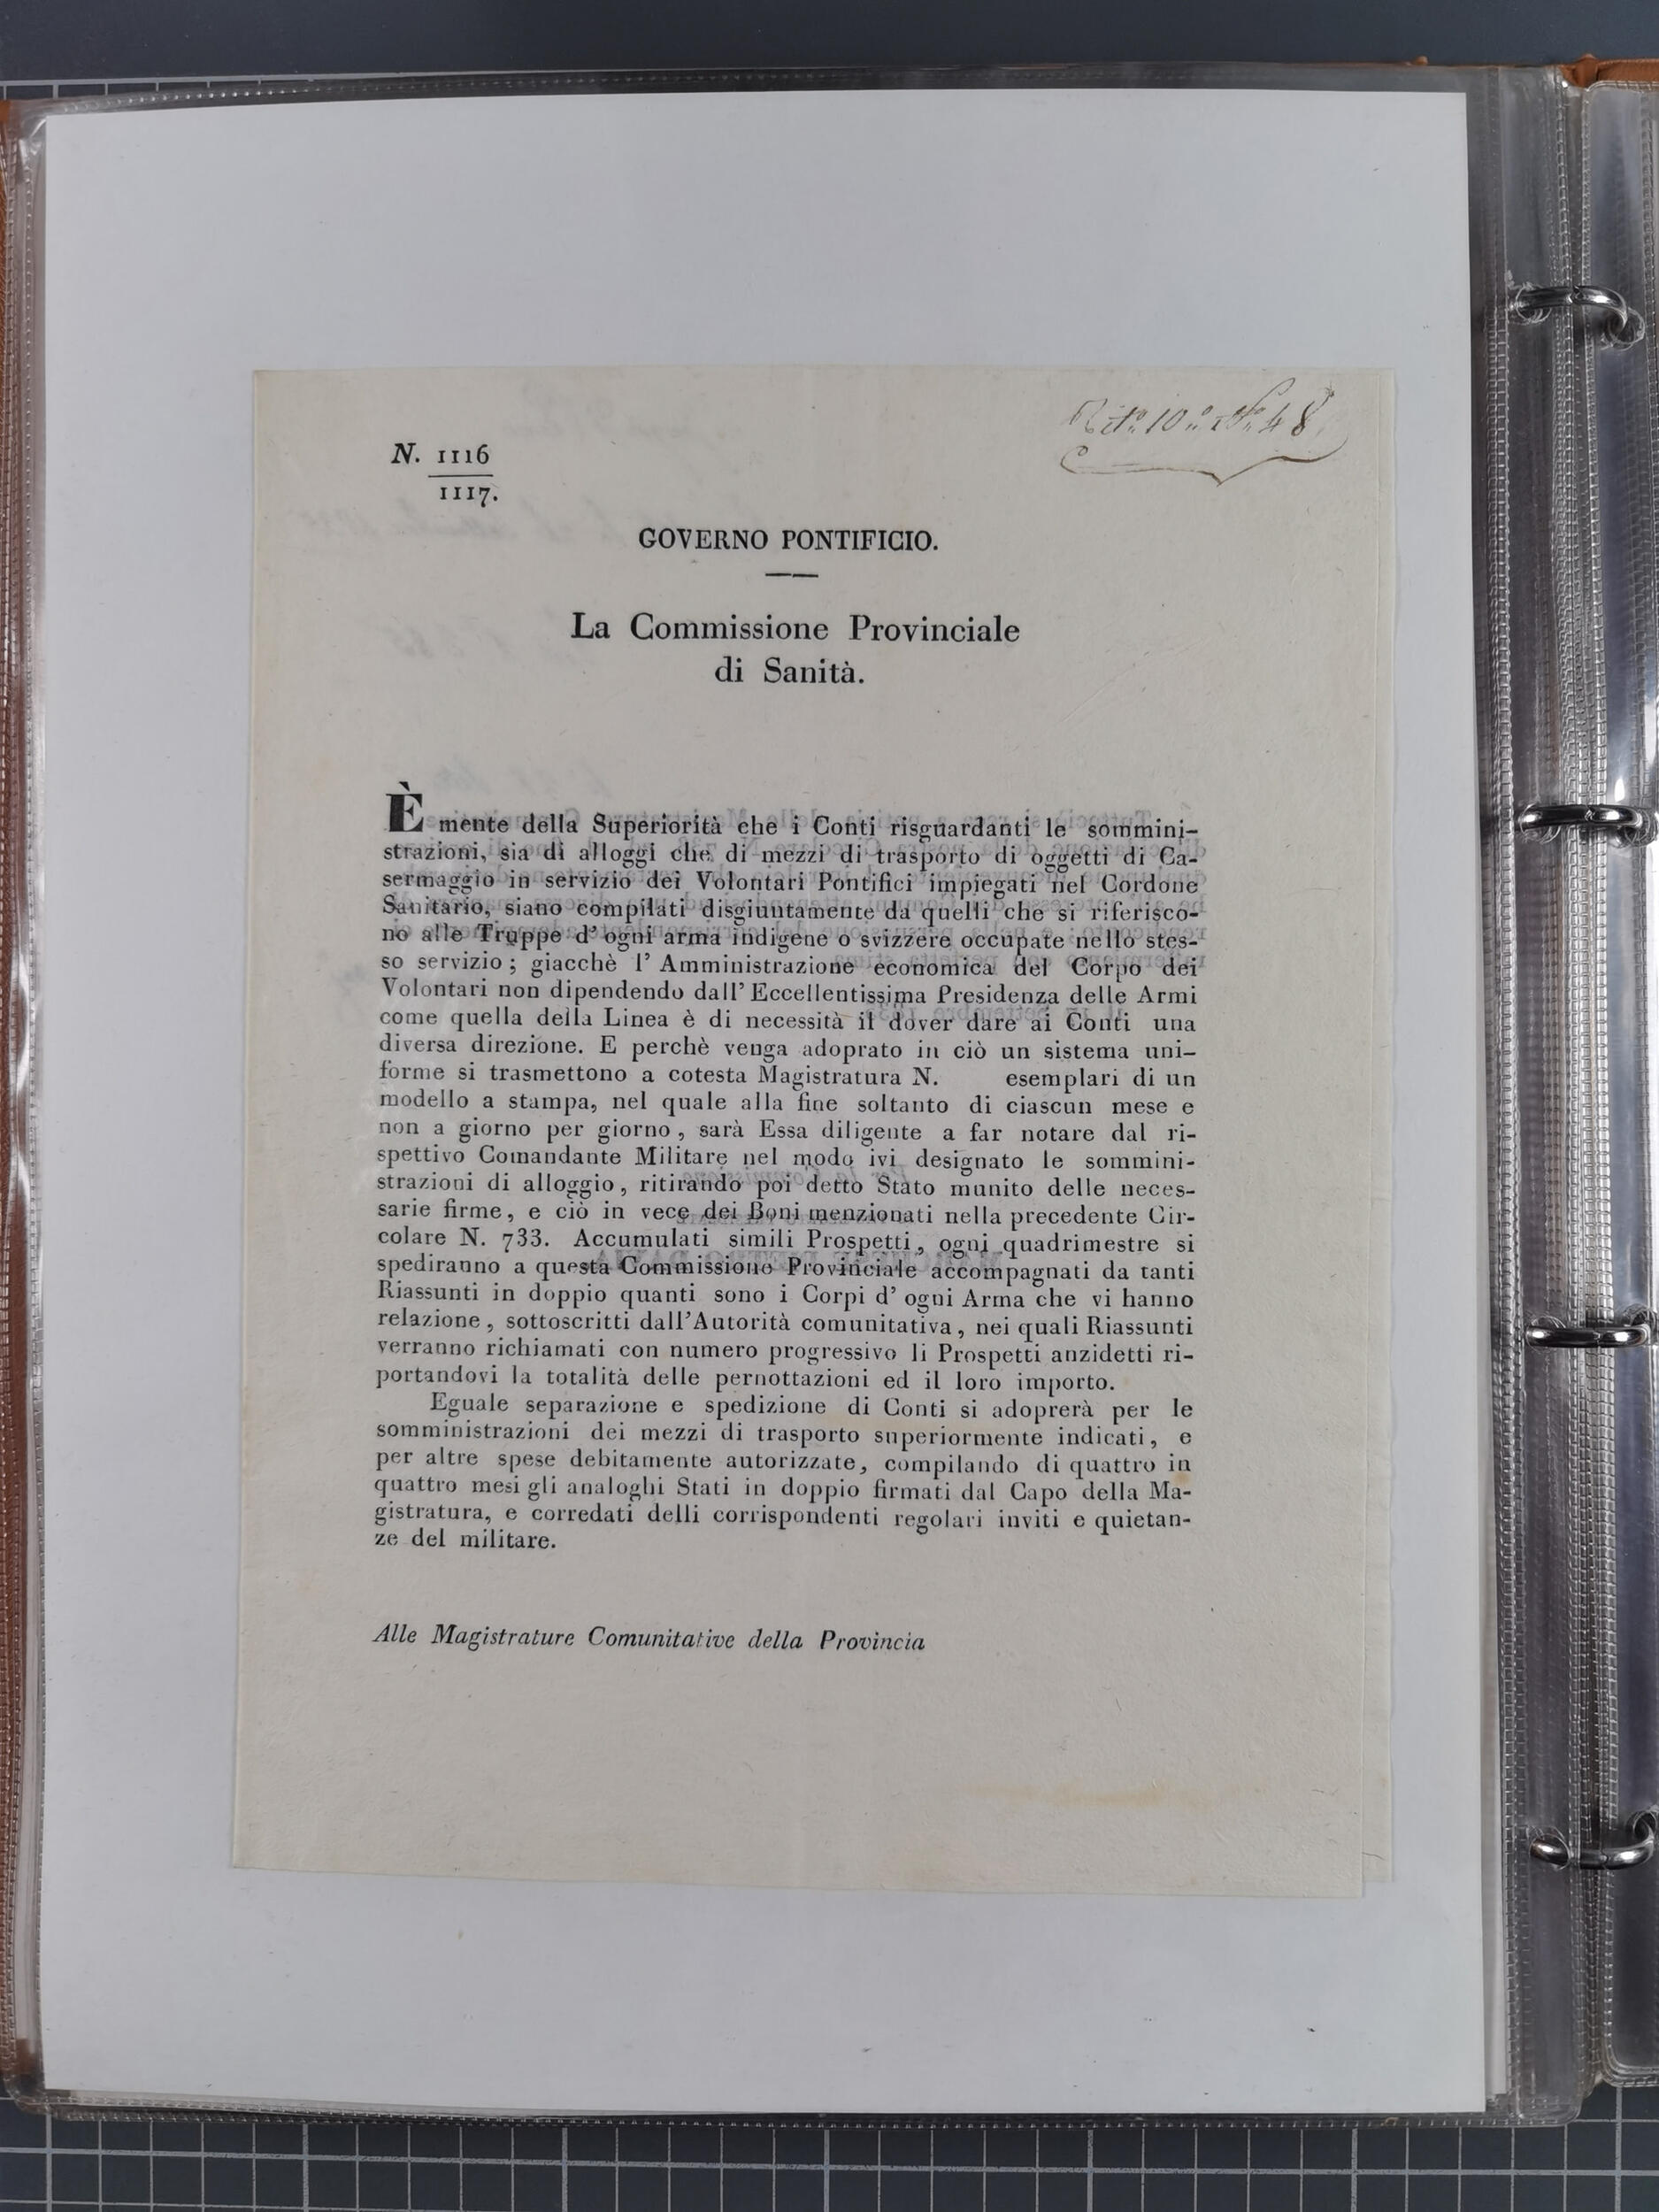 N. 1116
1117.
GOVERNO PONTIFICIO.
La Commissione Provinciale
di Sanità.
È mente della Superiorità che i Conti risguardanti le sommini-
strazioni, sia di alloggi che di mezzi di trasporto di oggetti di Ca-
sermaggio in servizio dei Volontari Pontifici impiegati nel Cordone
Sanitario, siano compilati disgiuntamente da quelli che si riferisco-
no alle Truppe d' ogni arma indigene o svizzere occupate nello stes-
so servizio; giacchè l' Amministrazione economica del Corpo dei
Volontari non dipendendo dall' Eccellentissima Presidenza delle Armi
come quella della Linea è di necessità il dover dare ai Conti una
diversa direzione. E perchè venga adoprato in ciò un sistema uni-
forme si trasmettono a cotesta Magistratura N. esemplari di un
modello a stampa, nel quale alla fine soltanto di ciascun mese e
non a giorno per giorno, sarà Essa diligente a far notare dal ri-
spettivo Comandante Militare nel modo ivi designato le sommini-
strazioni di alloggio, ritirando poi detto Stato munito delle neces-
sarie firme, e ciò in vece dei Boni menzionati nella precedente Cir-
colare N. 733. Accumulati simili Prospetti, ogni quadrimestre si
spediranno a questa Commissione Provinciale accompagnati da tanti
Riassunti in doppio quanti sono i Corpi d' ogni Arma che vi hanno
relazione, sottoscritti dall'Autorità comunitativa, nei quali Riassunti
verranno richiamati con numero progressivo li Prospetti anzidetti ri-
portandovi la totalità delle pernottazioni ed il loro importo.
Eguale separazione e spedizione di Conti si adoprerà per le
somministrazioni dei mezzi di trasporto superiormente indicati, e
per altre spese debitamente autorizzate, compilando di quattro in
quattro mesi gli analoghi Stati in doppio firmati dal Capo della Ma-
gistratura, e corredati delli corrispondenti regolari inviti e quietan-
ze del militare.
Alle Magistrature Comunitative della Provincia